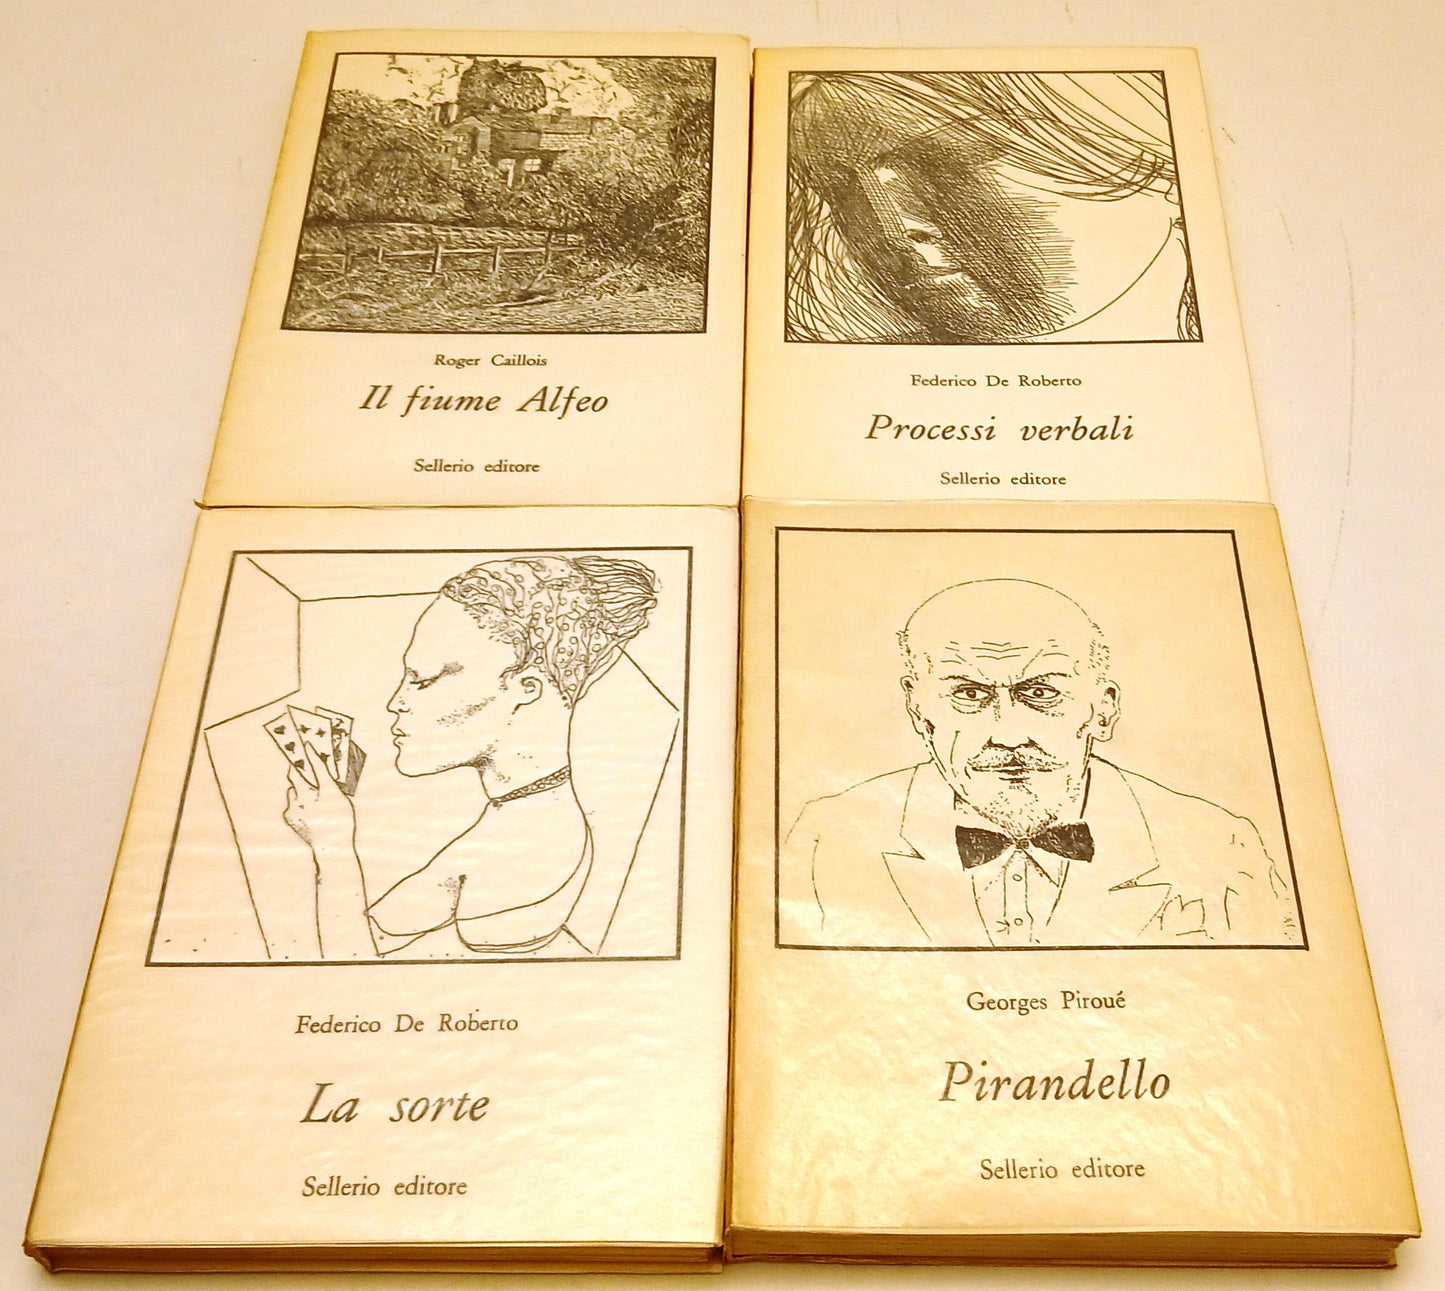 Roger Caillois
Il fiume Alfeo
Sellerio editore
Federico De Roberto
Processi verbali
Sellerio editore
Federico De Roberto
La sorte
Sellerio editore
Georges Piroué
Pirandello
Sellerio editore